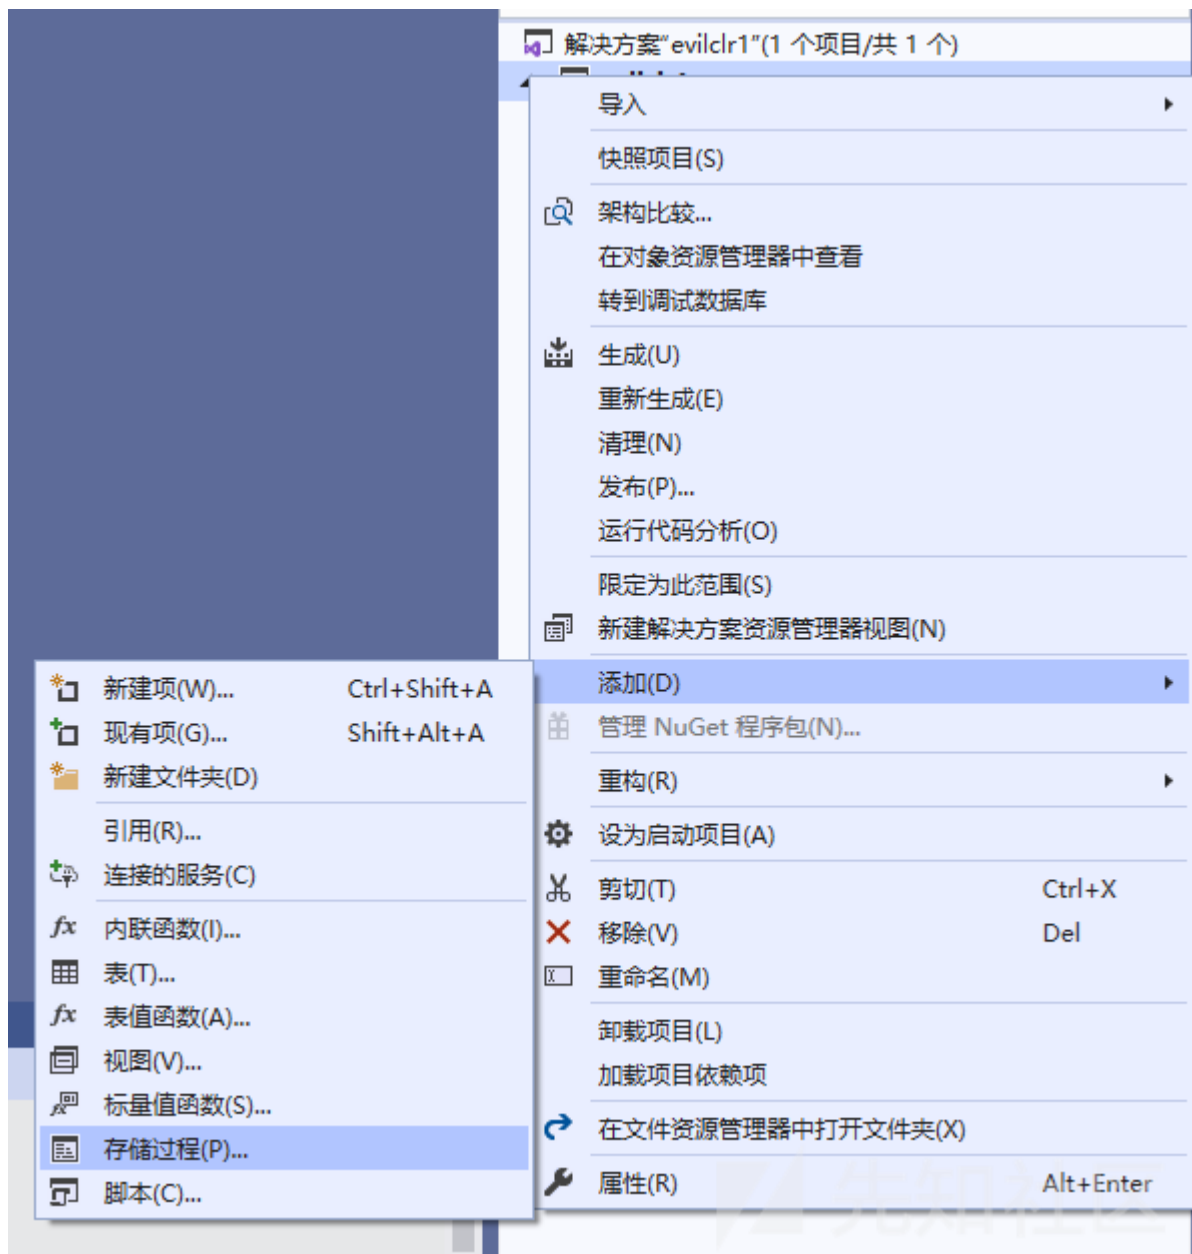 解决方案"evilclr1"(1 个项目/共 1 个)
导入
快照项目(S)
架构比较...
在对象资源管理器中查看
转到调试数据库
生成(U)
重新生成(E)
清理(N)
发布(P)...
运行代码分析(O)
限定为此范围(S)
新建解决方案资源管理器视图(N)
添加(D)
管理 NuGet 程序包(N)...
重构(R)
设为启动项目(A)
剪切(T) Ctrl+X
移除(V) Del
重命名(M)
卸载项目(L)
加载项目依赖项
在文件资源管理器中打开文件夹(X)
属性(R) Alt+Enter
新建项(W)... Ctrl+Shift+A
现有项(G)... Shift+Alt+A
新建文件夹(D)
引用(R)...
连接的服务(C)
fx 内联函数(I)...
表(T)...
fx 表值函数(A)...
视图(V)...
标量值函数(S)...
存储过程(P)...
脚本(C)...
先知社区